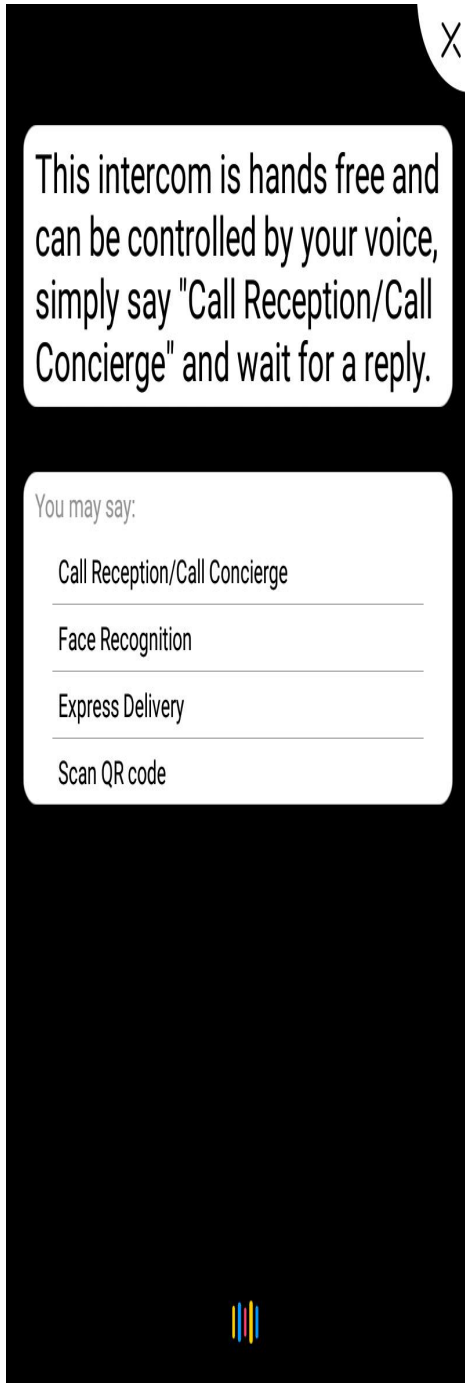 This intercom is hands free and
can be controlled by your voice,
simply say "Call Reception/Call
Concierge" and wait for a reply.
You may say:
Call Reception/Call Concierge
Face Recognition
Express Delivery
Scan QR code